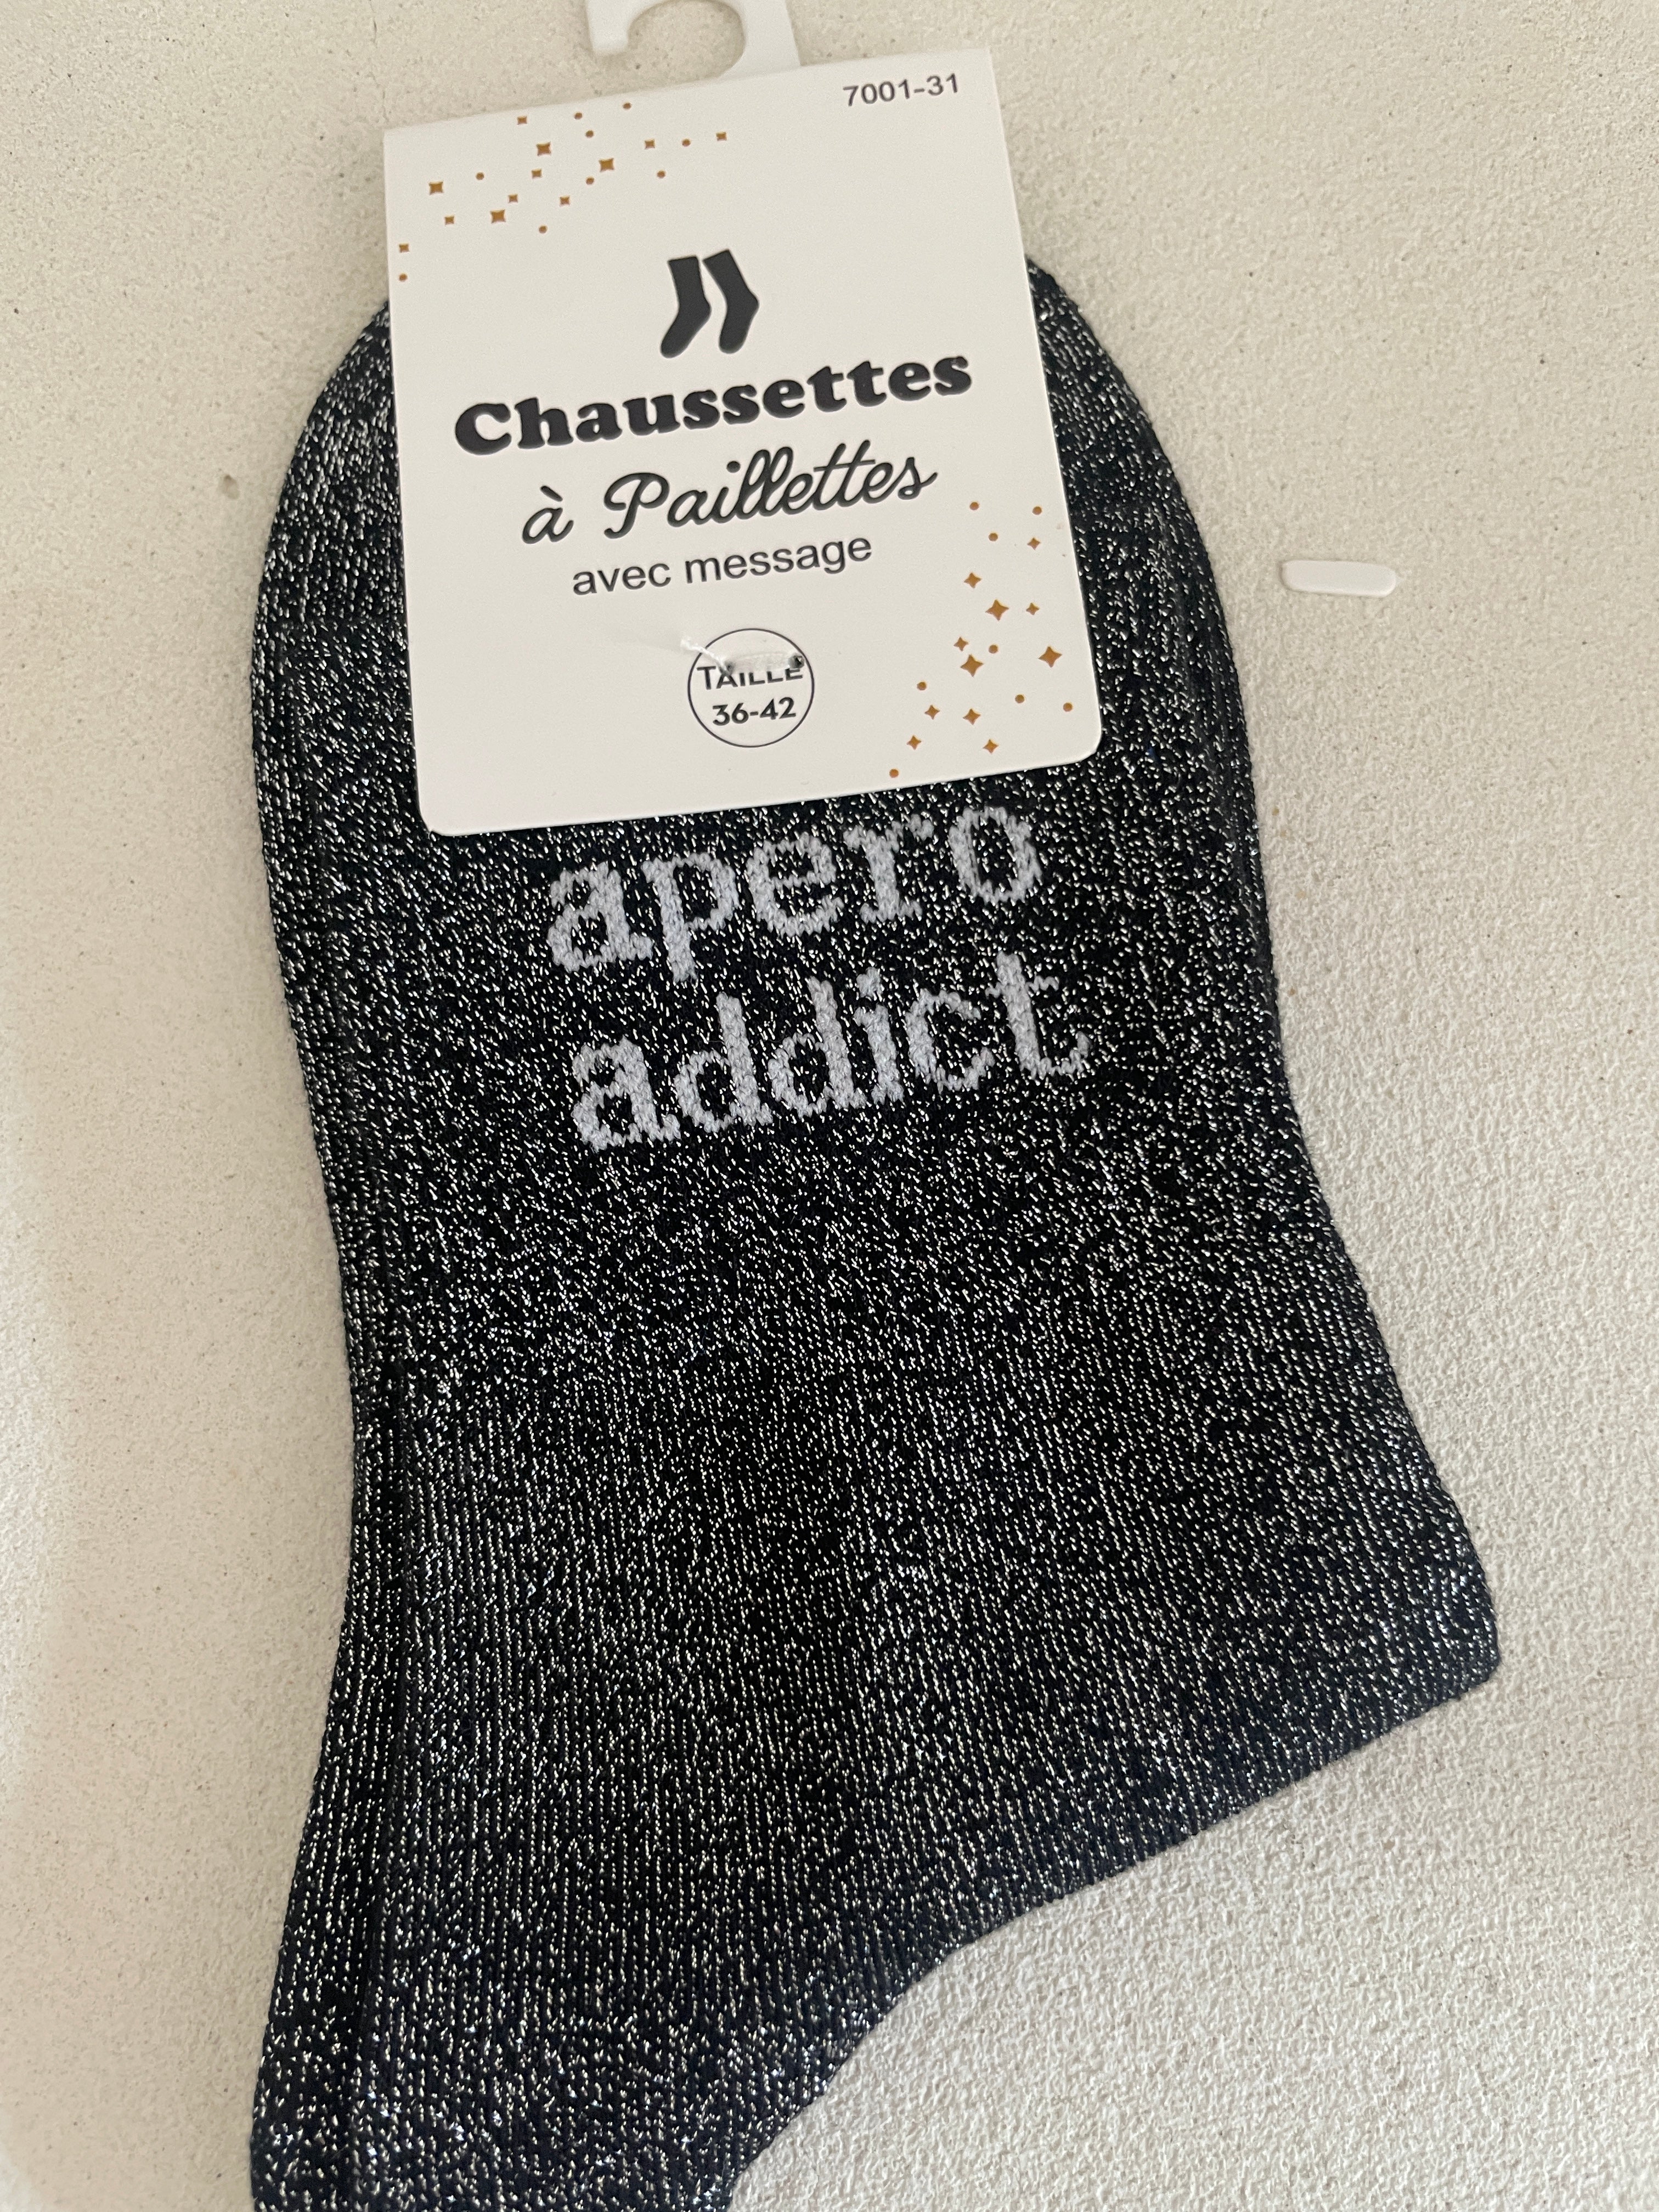 7001-31
Chaussettes
à Paillettes
avec message
TAILLE
36-42
apero
addict